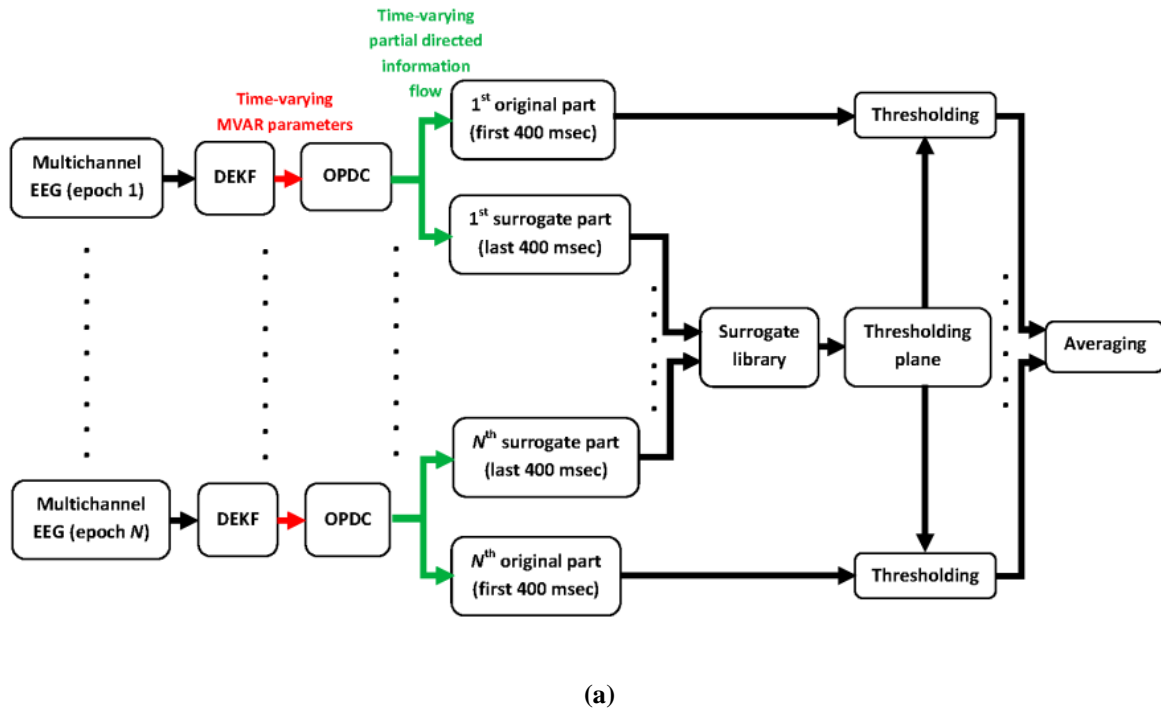 Time-varying
partial directed
information
flow
Time-varying
MVAR parameters
1st original part
(first 400 msec)
Thresholding
Multichannel
EEG (epoch 1)
DEKF
OPDC
1st surrogate part
(last 400 msec)
Surrogate
library
Thresholding
plane
Averaging
Nth surrogate part
(last 400 msec)
Multichannel
EEG (epoch N)
DEKF
OPDC
Nth original part
(first 400 msec)
Thresholding
(a)